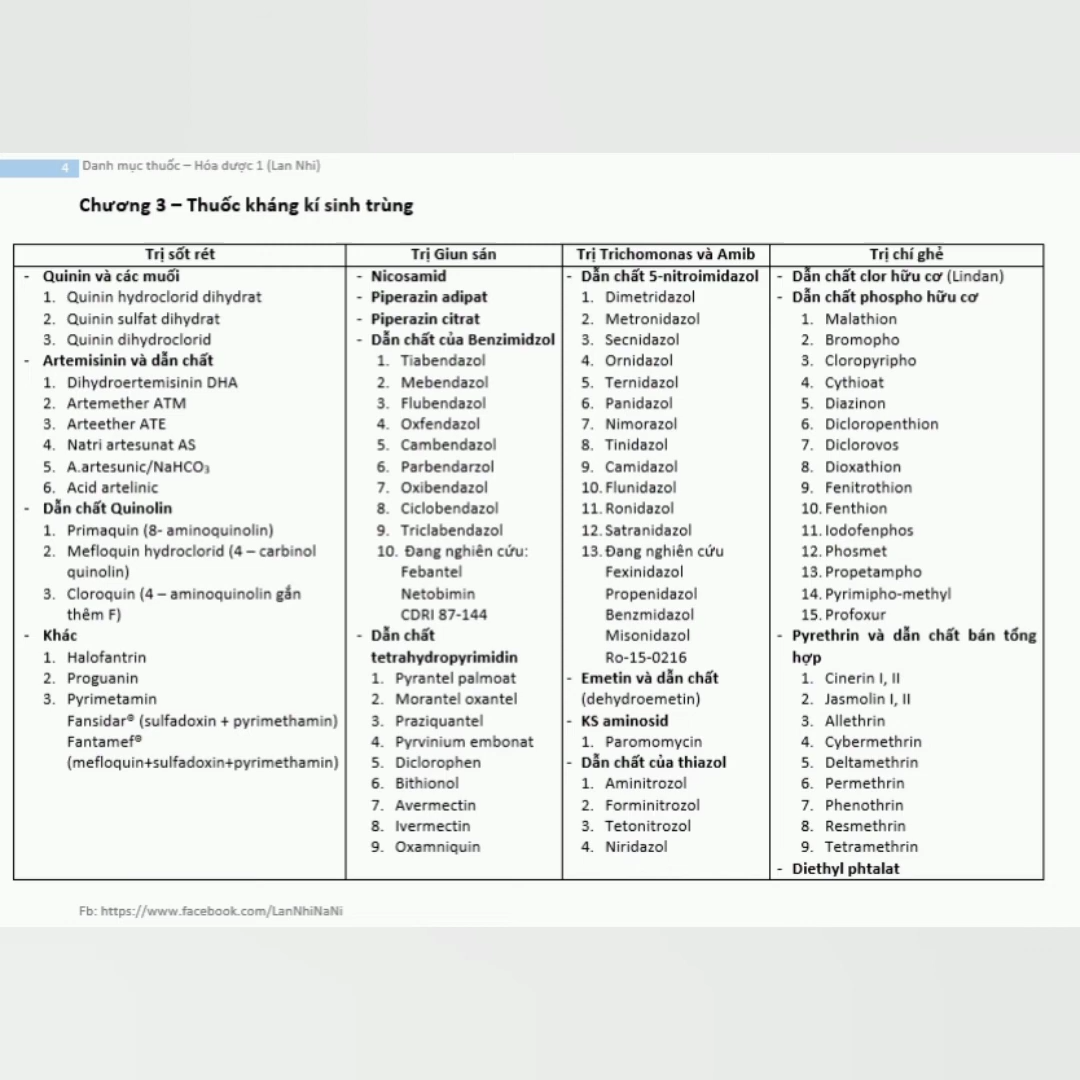 4 Danh mục thuốc – Hóa dược 1 (Lan Nhi)
Chương 3 – Thuốc kháng kí sinh trùng
Trị sốt rét
- Quinin và các muối
1. Quinin hydroclorid dihydrat
2. Quinin sulfat dihydrat
3. Quinin dihydroclorid
- Artemisinin và dẫn chất
1. Dihydroertemisinin DHA
2. Artemether ATM
3. Arteether ATE
4. Natri artesunat AS
5. A.artesunic/NaHCO₃
6. Acid artelinic
- Dẫn chất Quinolin
1. Primaquin (8- aminoquinolin)
2. Mefloquin hydroclorid (4 – carbinol
quinolin)
3. Cloroquin (4 – aminoquinolin gắn
thêm F)
- Khác
1. Halofantrin
2. Proguanin
3. Pyrimetamin
Fansidar® (sulfadoxin + pyrimethamin)
Fantamef®
(mefloquin+sulfadoxin+pyrimethamin)
Trị Giun sán
- Nicosamid
- Piperazin adipat
- Piperazin citrat
- Dẫn chất của Benzimidzol
1. Tiabendazol
2. Mebendazol
3. Flubendazol
4. Oxfendazol
5. Cambendazol
6. Parbendarzol
7. Oxibendazol
8. Ciclobendazol
9. Triclabendazol
10. Đang nghiên cứu:
Febantel
Netobimin
CDRI 87-144
- Dẫn chất
tetrahydropyrimidin
1. Pyrantel palmoat
2. Morantel oxantel
3. Praziquantel
4. Pyrvinium embonat
5. Diclorophen
6. Bithionol
7. Avermectin
8. Ivermectin
9. Oxamniquin
Trị Trichomonas và Amib
- Dẫn chất 5-nitroimidazol
1. Dimetridazol
2. Metronidazol
3. Secnidazol
4. Ornidazol
5. Ternidazol
6. Panidazol
7. Nimorazol
8. Tinidazol
9. Camidazol
10. Flunidazol
11. Ronidazol
12. Satranidazol
13. Đang nghiên cứu
Fexinidazol
Propenidazol
Benzmidazol
Misonidazol
Ro-15-0216
- Emetin và dẫn chất
(dehydroemetin)
- KS aminosid
1. Paromomycin
- Dẫn chất của thiazol
1. Aminitrozol
2. Forminitrozol
3. Tetonitrozol
4. Niridazol
Trị chí ghẻ
- Dẫn chất clor hữu cơ (Lindan)
- Dẫn chất phospho hữu cơ
1. Malathion
2. Bromopho
3. Cloropyripho
4. Cythioat
5. Diazinon
6. Dicloropenthion
7. Diclorovos
8. Dioxathion
9. Fenitrothion
10. Fenthion
11. Iodofenphos
12. Phosmet
13. Propetampho
14. Pyrimipho-methyl
15. Profoxur
- Pyrethrin và dẫn chất bán tổng
hợp
1. Cinerin I, II
2. Jasmolin I, II
3. Allethrin
4. Cybermethrin
5. Deltamethrin
6. Permethrin
7. Phenothrin
8. Resmethrin
9. Tetramethrin
- Diethyl phtalat
Fb: https://www.facebook.com/LanNhiNaNi